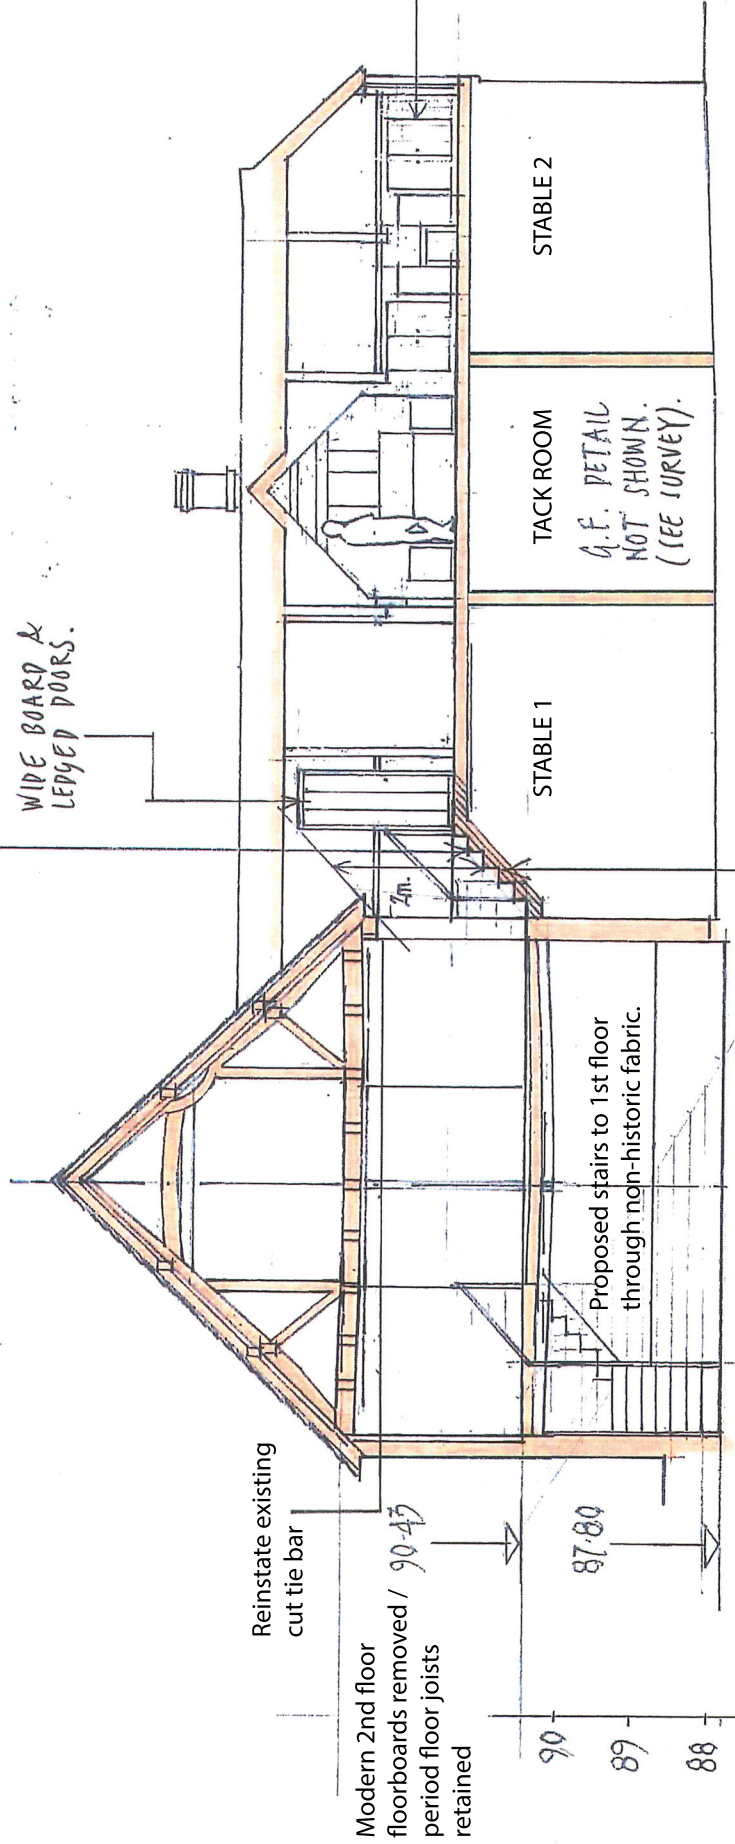 WIDE BOARD &
LEDGED DOORS.
Reinstate existing
cut tie bar
Modern 2nd floor
floorboards removed /
period floor joists
retained
90.43
87.80
90
89
88
2m.
Proposed stairs to 1st floor
through non-historic fabric.
STABLE 1
TACK ROOM
G.F. DETAIL
NOT SHOWN.
(SEE SURVEY).
STABLE 2